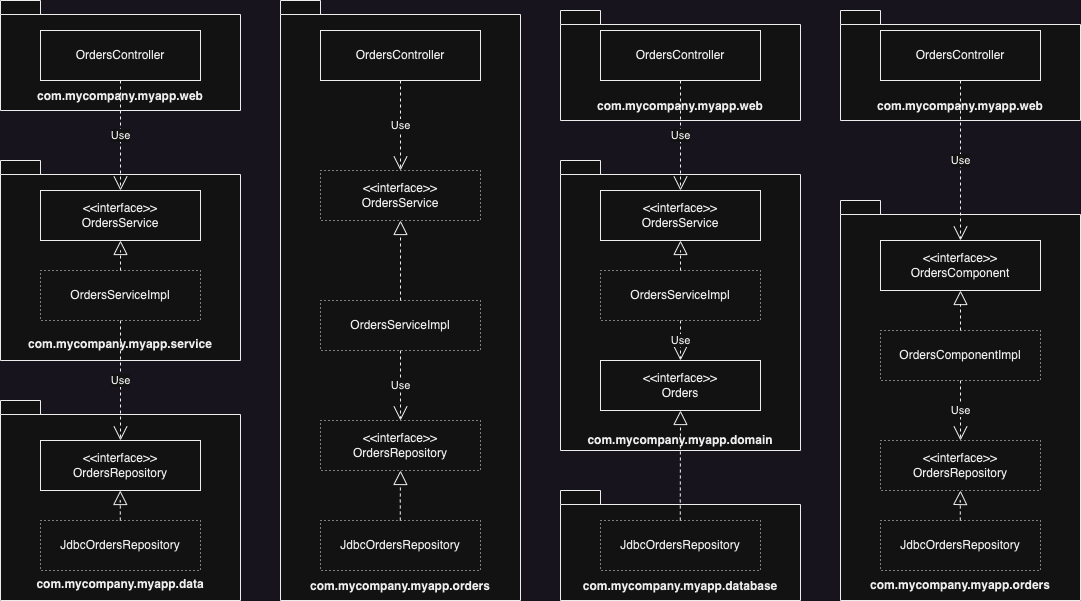 OrdersController
com.mycompany.myapp.web
Use
<<interface>>
OrdersService
OrdersServiceImpl
com.mycompany.myapp.service
Use
<<interface>>
OrdersRepository
JdbcOrdersRepository
com.mycompany.myapp.data
OrdersController
Use
<<interface>>
OrdersService
OrdersServiceImpl
Use
<<interface>>
OrdersRepository
JdbcOrdersRepository
com.mycompany.myapp.orders
OrdersController
com.mycompany.myapp.web
Use
<<interface>>
OrdersService
OrdersServiceImpl
Use
<<interface>>
Orders
com.mycompany.myapp.domain
JdbcOrdersRepository
com.mycompany.myapp.database
OrdersController
com.mycompany.myapp.web
Use
<<interface>>
OrdersComponent
OrdersComponentImpl
Use
<<interface>>
OrdersRepository
JdbcOrdersRepository
com.mycompany.myapp.orders